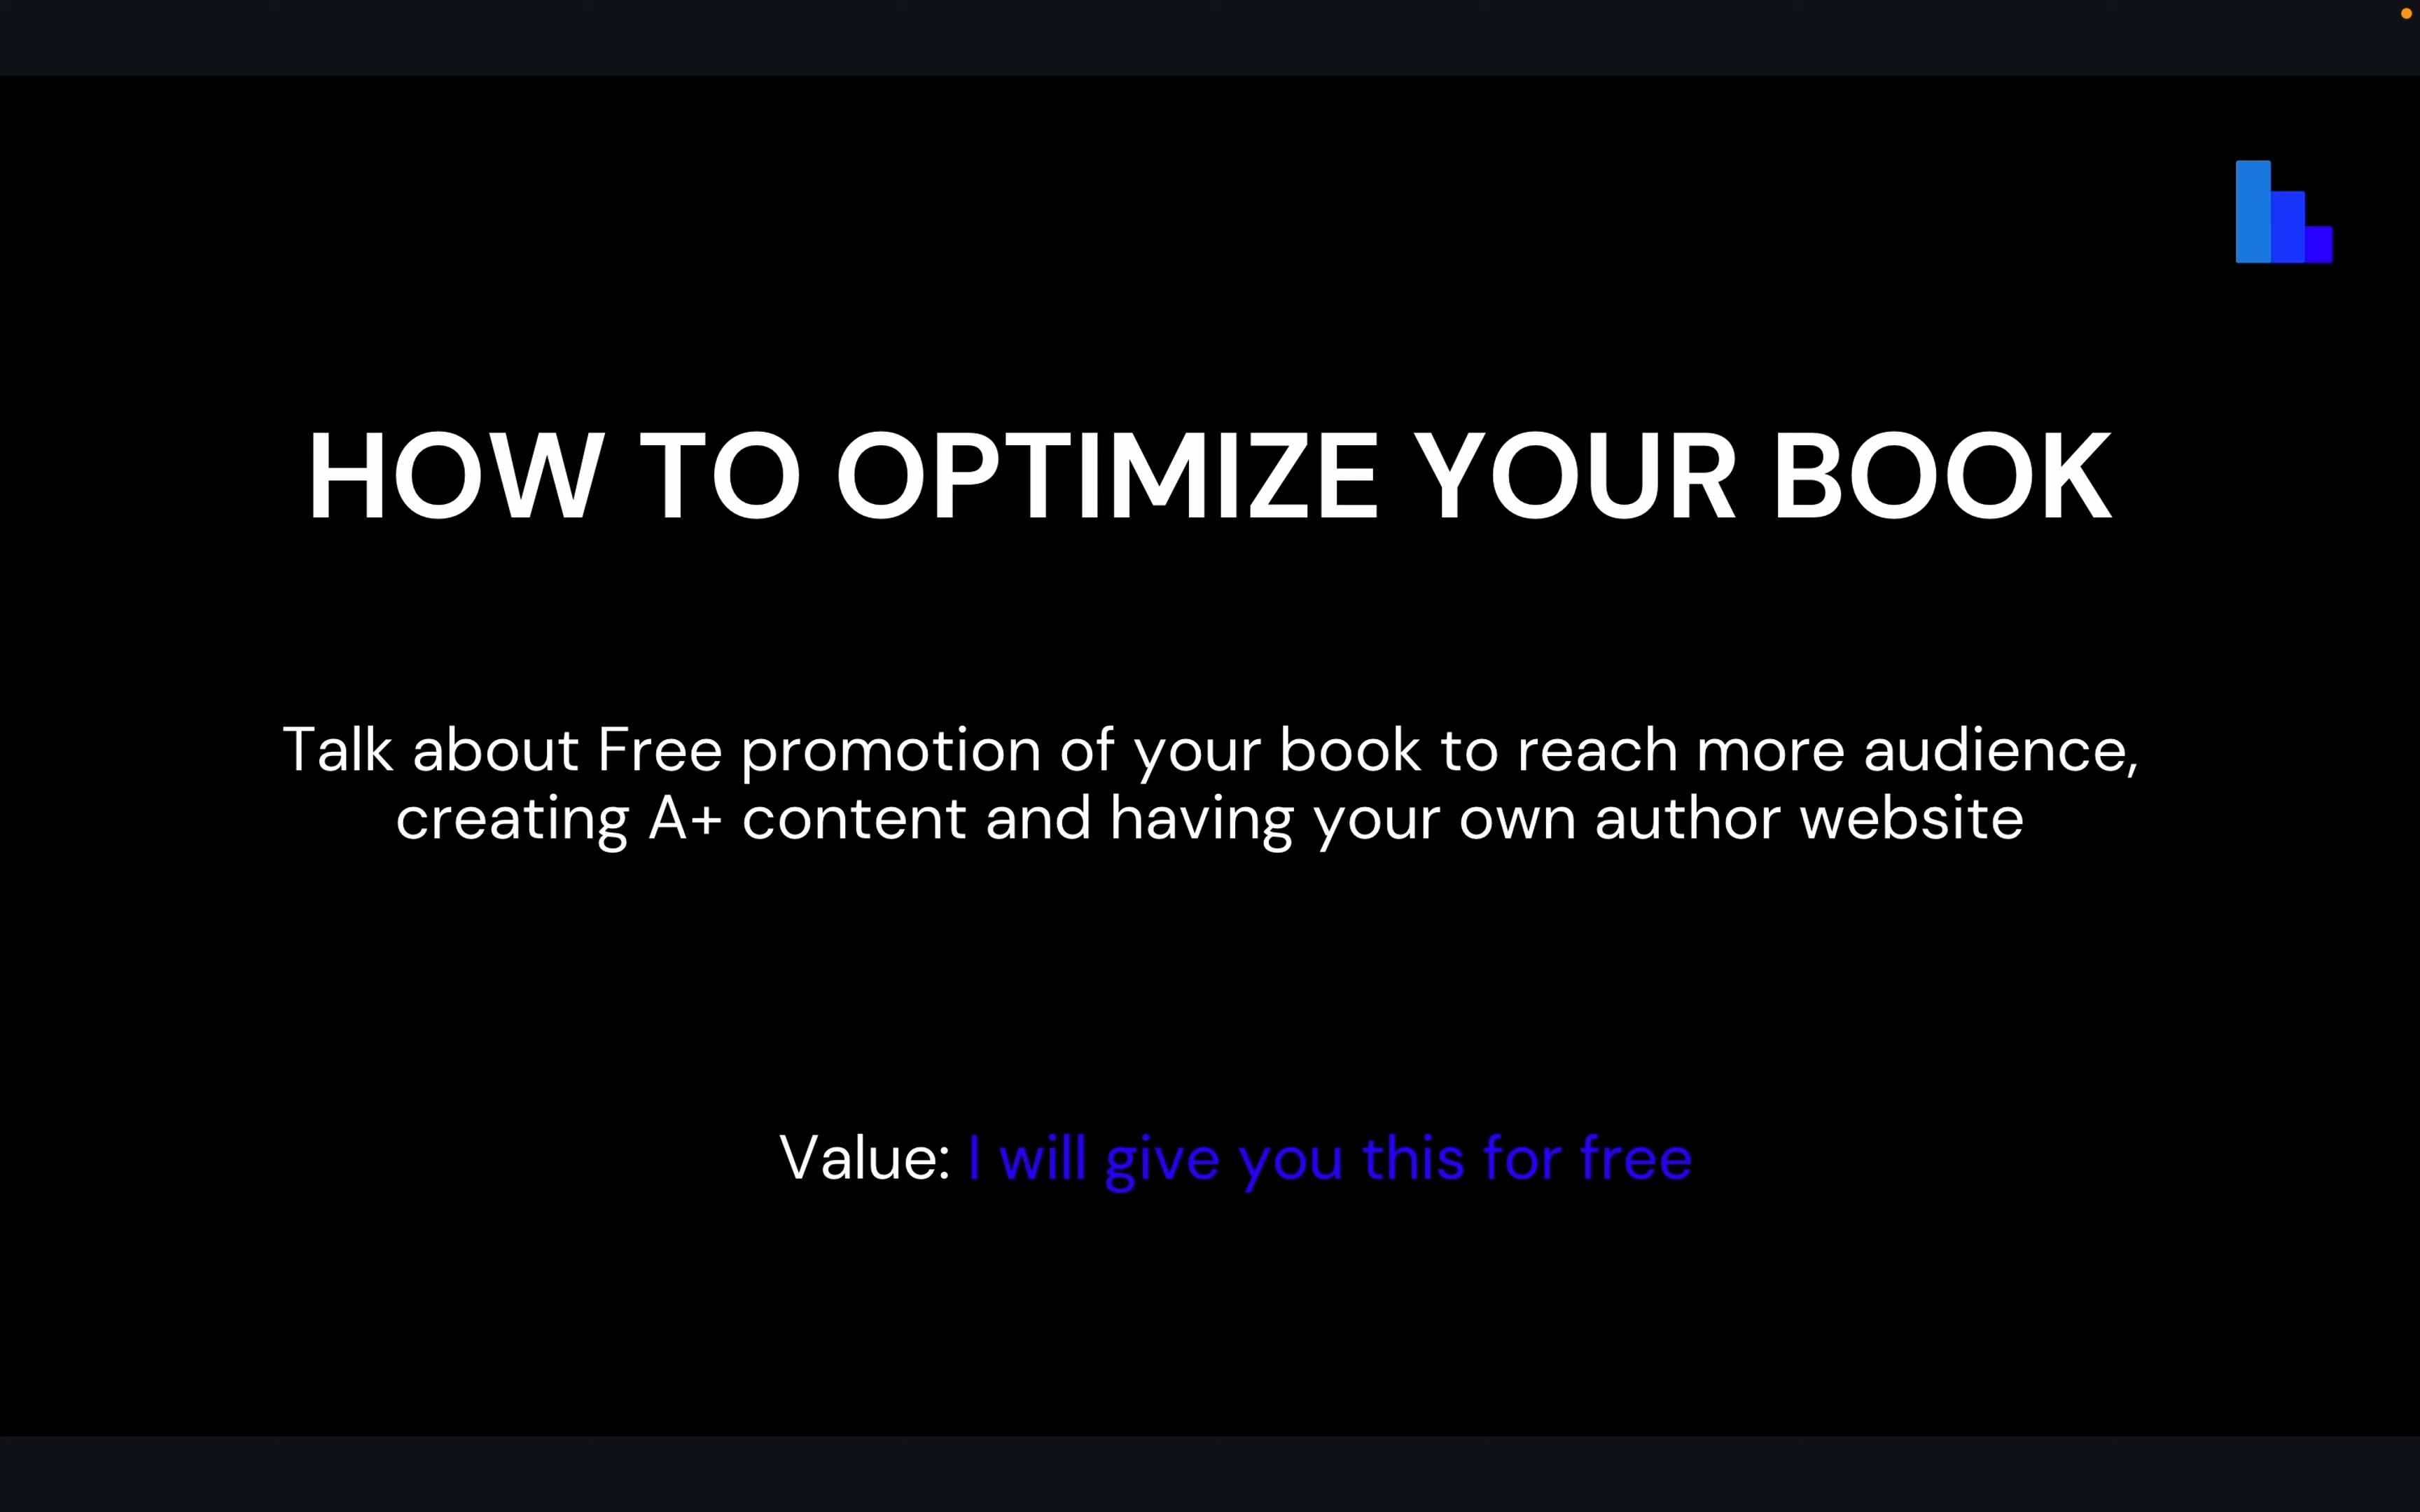 HOW TO OPTIMIZE YOUR BOOK
Talk about Free promotion of your book to reach more audience,
creating A+ content and having your own author website
Value: I will give you this for free